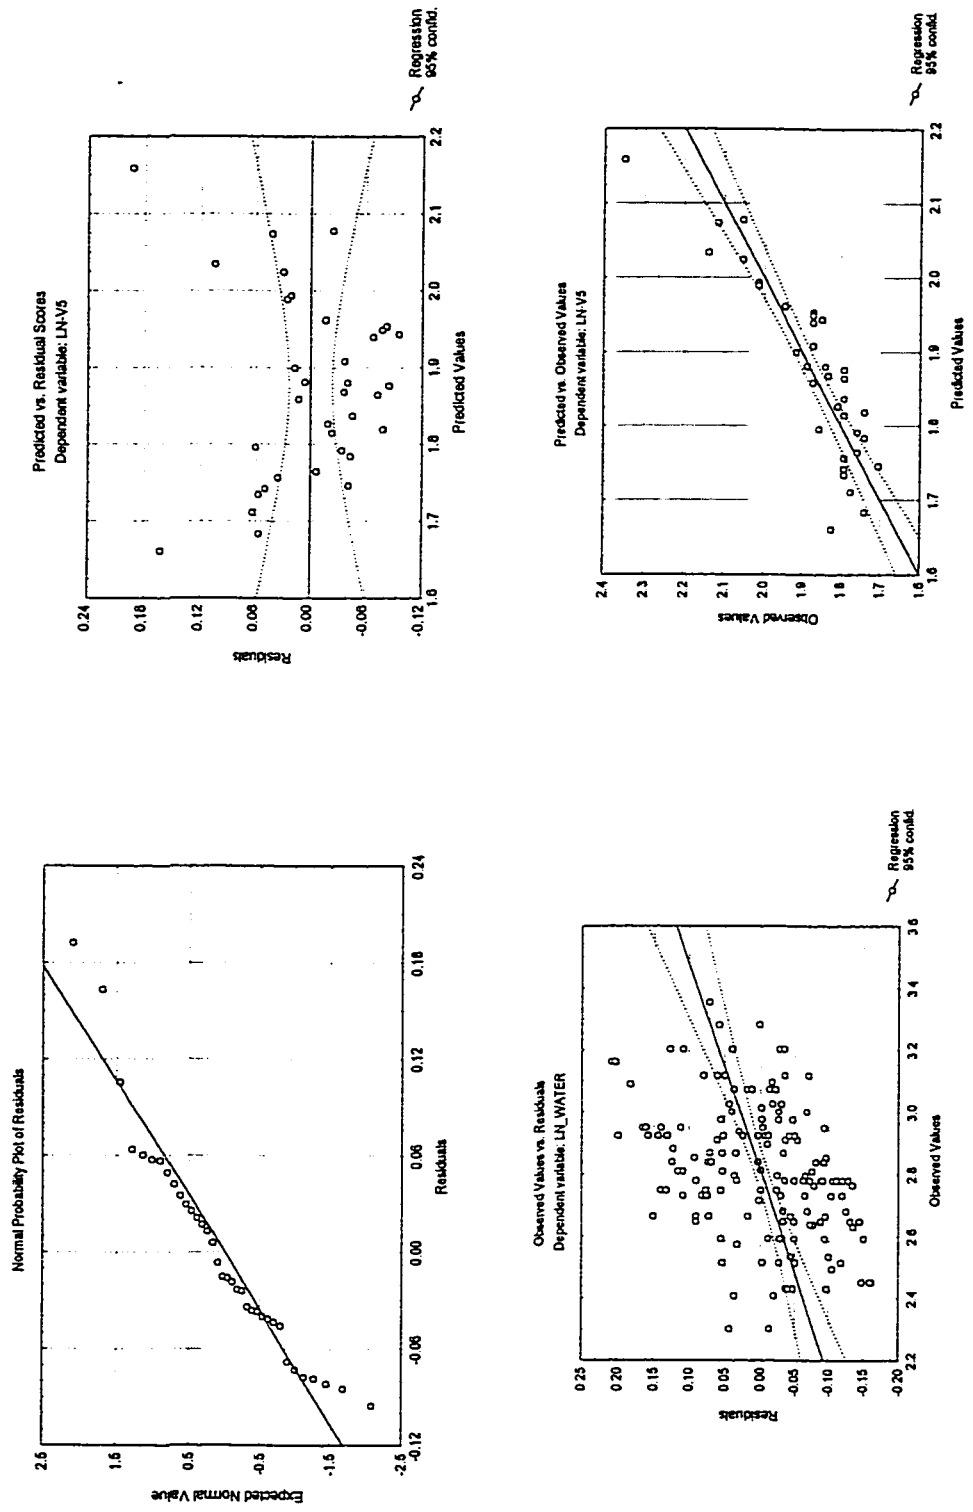 Normal Probability Plot of Residuals
Expected Normal Value
2.5
1.5
0.5
-0.5
-1.5
-2.5
-0.12
-0.06
0.00
0.06
0.12
0.18
0.24
Residuals
Predicted vs. Residual Scores
Dependent variable: LN-V5
Residuals
0.24
0.18
0.12
0.06
0.00
-0.06
-0.12
1.6
1.7
1.8
1.9
2.0
2.1
2.2
Predicted Values
Regression
95% confid.
Observed Values vs. Residuals
Dependent variable: LN_WATER
Residuals
0.25
0.20
0.15
0.10
0.05
0.00
-0.05
-0.10
-0.15
-0.20
2.2
2.4
2.6
2.8
3.0
3.2
3.4
3.6
Observed Values
Regression
95% confid.
Predicted vs. Observed Values
Dependent variable: LN-V5
Observed Values
2.4
2.3
2.2
2.1
2.0
1.9
1.8
1.7
1.6
1.6
1.7
1.8
1.9
2.0
2.1
2.2
Predicted Values
Regression
95% confid.